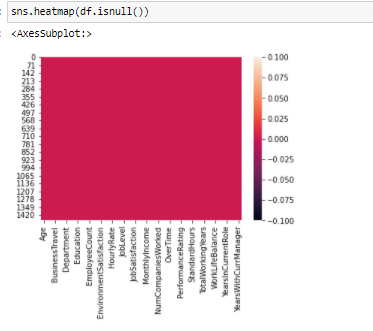 sns.heatmap(df.isnull())
<AxesSubplot:>
0
71
142
213
284
355
426
497
568
639
710
781
852
923
994
1065
1136
1207
1278
1349
1420
0.100
0.075
0.050
0.025
0.000
−0.025
−0.050
−0.075
−0.100
Age
BusinessTravel
Department
Education
EmployeeCount
EnvironmentSatisfaction
HourlyRate
JobLevel
JobSatisfaction
MonthlyIncome
NumCompaniesWorked
OverTime
PerformanceRating
StandardHours
TotalWorkingYears
WorkLifeBalance
YearsInCurrentRole
YearsWithCurrManager